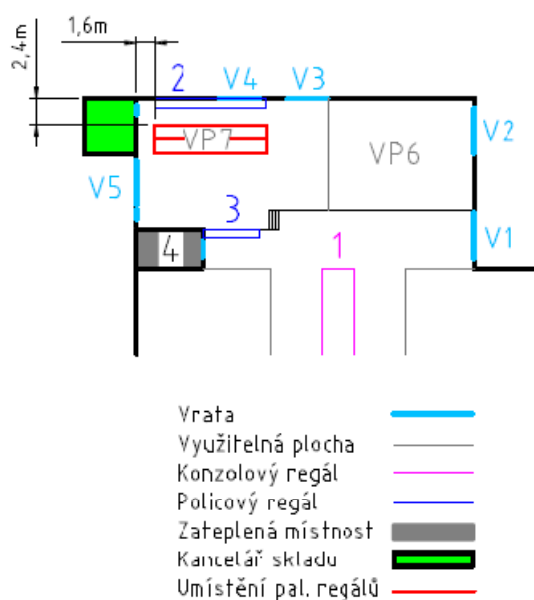 1,6m
2,4m
2
V4
V3
VP7
VP6
V2
V5
3
4
V1
1
Vrata
Využitelná plocha
Konzolový regál
Policový regál
Zateplená místnost
Kancelář skladu
Umístění pal. regálů